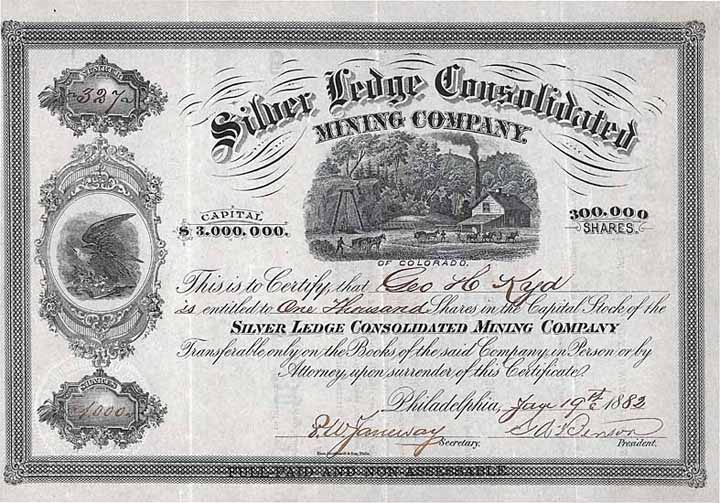 NUMBER
327
Silver Ledge Consolidated
MINING COMPANY.
CAPITAL
$ 3.000.000.
300.000
SHARES.
OF COLORADO.
This is to Certify, that Geo H Kyd
is entitled to One Thousand Shares in the Capital Stock of the
SILVER LEDGE CONSOLIDATED MINING COMPANY
Transferable only on the Books of the said Company, in Person or by
Attorney, upon surrender of this Certificate.
SHARES
1000
Philadelphia, Jany 19th 1882
Secretary.
President.
FULL PAID AND NON-ASSESSABLE